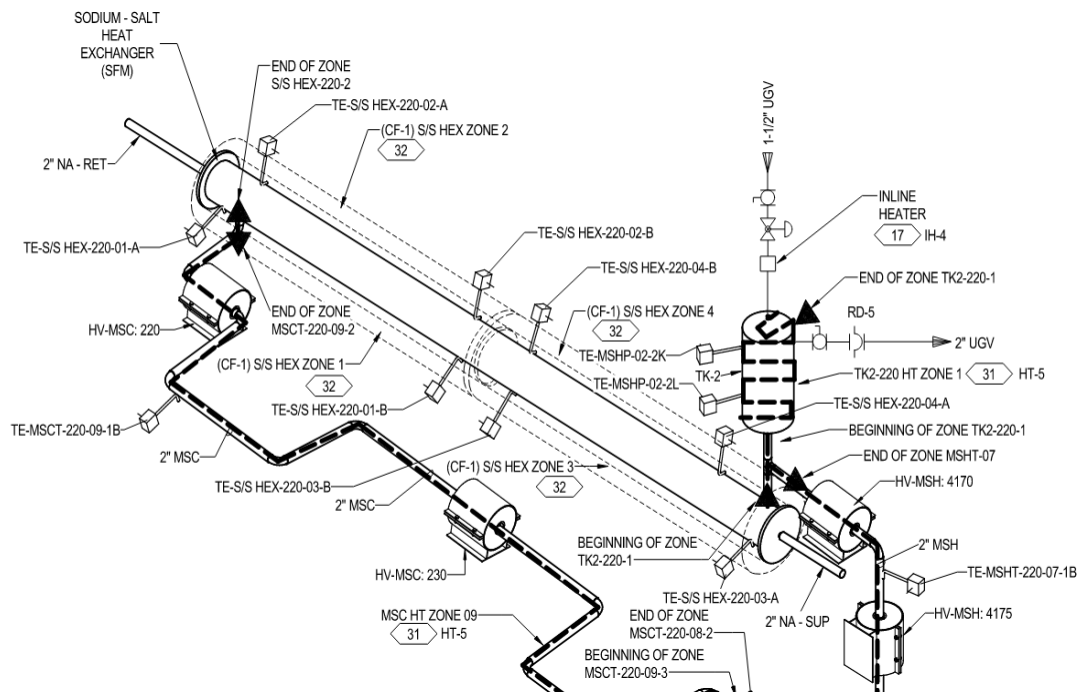 SODIUM - SALT
HEAT
EXCHANGER
(SFM)
END OF ZONE
S/S HEX-220-2
TE-S/S HEX-220-02-A
(CF-1) S/S HEX ZONE 2
32
2" NA - RET
1-1/2" UGV
INLINE
HEATER
17 IH-4
TE-S/S HEX-220-01-A
TE-S/S HEX-220-02-B
TE-S/S HEX-220-04-B
END OF ZONE TK2-220-1
END OF ZONE
MSCT-220-09-2
(CF-1) S/S HEX ZONE 4
32
RD-5
2" UGV
HV-MSC: 220
TE-MSHP-02-2K
(CF-1) S/S HEX ZONE 1
32
TK-2
TK2-220 HT ZONE 1 31 HT-5
TE-MSHP-02-2L
TE-S/S HEX-220-04-A
TE-S/S HEX-220-01-B
TE-MSCT-220-09-1B
BEGINNING OF ZONE TK2-220-1
2" MSC
END OF ZONE MSHT-07
(CF-1) S/S HEX ZONE 3
32
TE-S/S HEX-220-03-B
HV-MSH: 4170
2" MSC
BEGINNING OF ZONE
TK2-220-1
2" MSH
HV-MSC: 230
TE-MSHT-220-07-1B
TE-S/S HEX-220-03-A
MSC HT ZONE 09
31 HT-5
END OF ZONE
MSCT-220-08-2
2" NA - SUP
HV-MSH: 4175
BEGINNING OF ZONE
MSCT-220-09-3